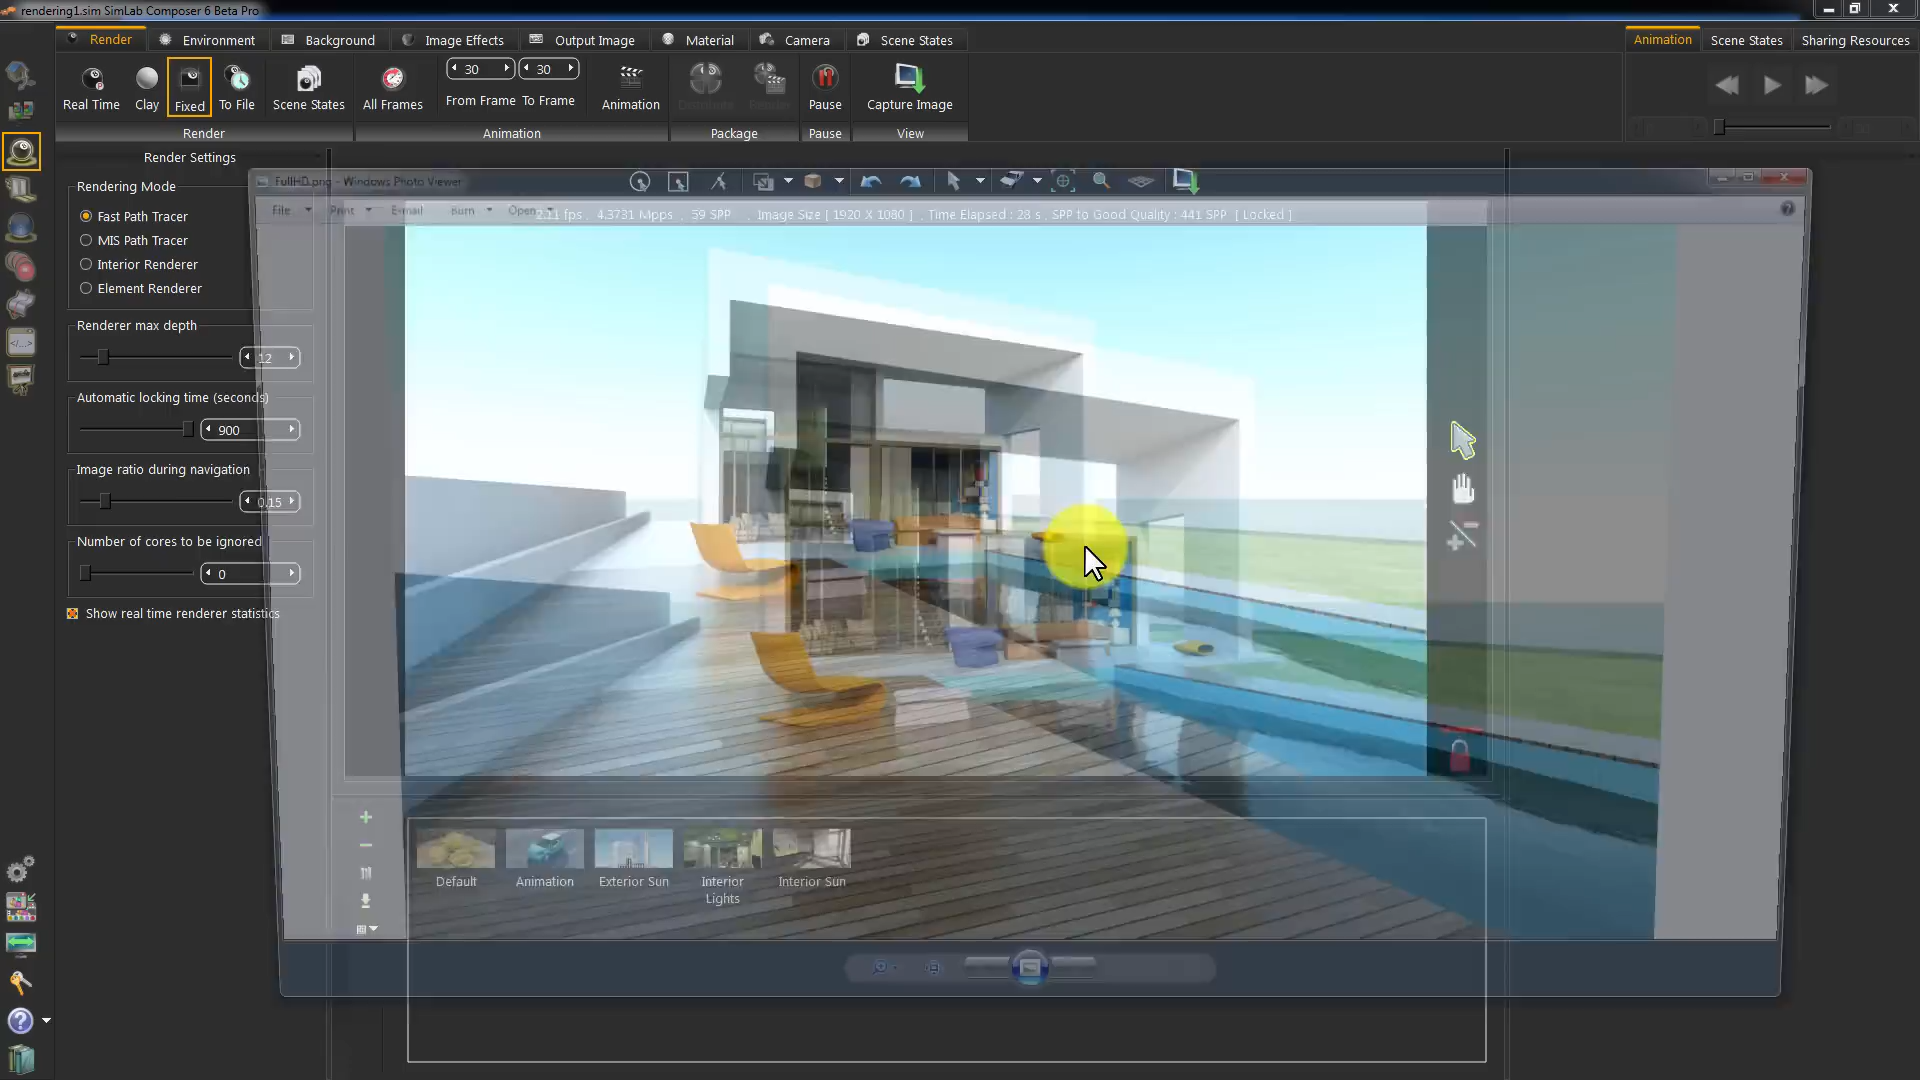 rendering1.sim SimLab Composer 6 Beta Pro
Render Environment Background Image Effects Output Image Material Camera Scene States
Animation Scene States Sharing Resources
Real Time Clay Fixed To File Scene States All Frames
30 30
From Frame To Frame
Animation Pause Capture Image
Render Animation Package Pause View
Render Settings
Rendering Mode
Fast Path Tracer
MIS Path Tracer
Interior Renderer
Element Renderer
Renderer max depth
12
Automatic locking time (seconds)
900
Image ratio during navigation
0.15
Number of cores to be ignored
0
Show real time renderer statistics
FullHD.png - Windows Photo Viewer
File Print E-mail Burn Open
2.11 fps , 4.3731 Mpps , 59 SPP , Image Size [ 1920 X 1080 ] , Time Elapsed : 28 s , SPP to Good Quality : 441 SPP [ Locked ]
Default Animation Exterior Sun Interior Lights Interior Sun